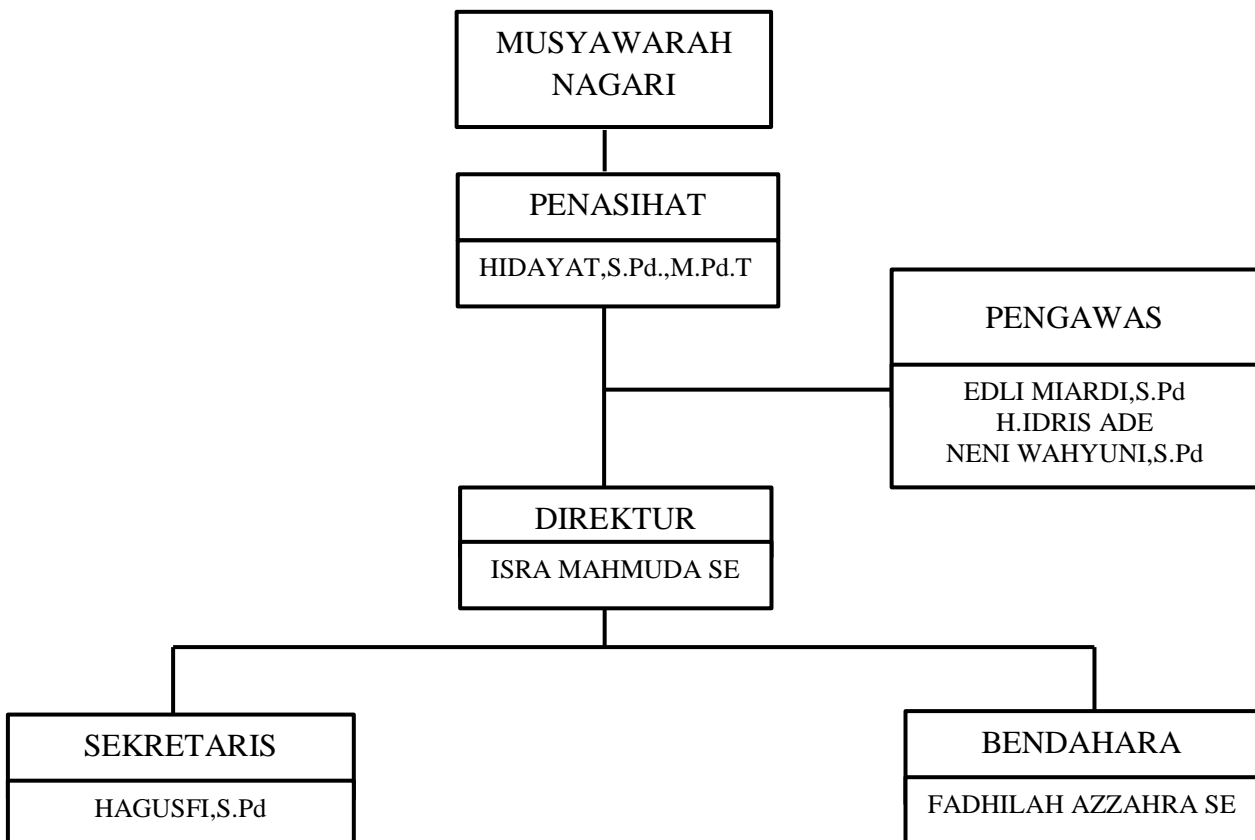 MUSYAWARAH
NAGARI
PENASIHAT
HIDAYAT,S.Pd.,M.Pd.T
PENGAWAS
EDLI MIARDI,S.Pd
H.IDRIS ADE
NENI WAHYUNI,S.Pd
DIREKTUR
ISRA MAHMUDA SE
SEKRETARIS
HAGUSFI,S.Pd
BENDAHARA
FADHILAH AZZAHRA SE